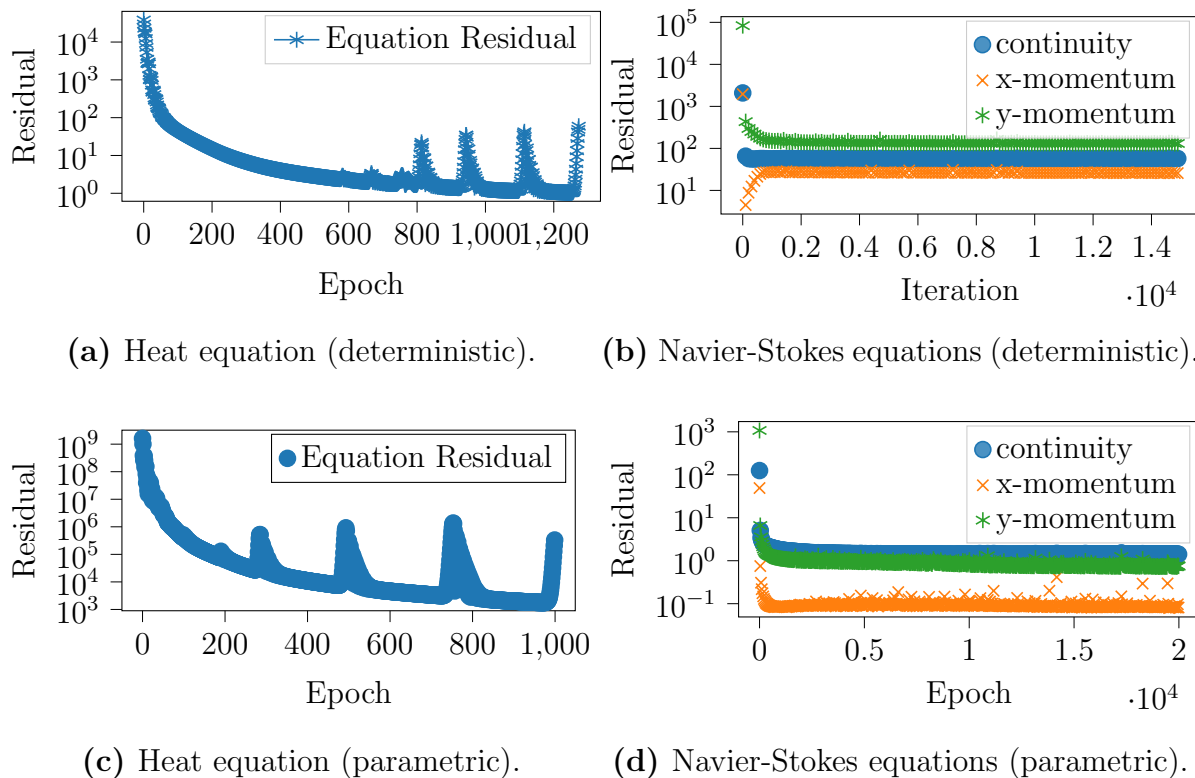 10^4
10^3
10^2
10^1
10^0
Residual
Equation Residual
0 200 400 600 800 1,000 1,200
Epoch
(a) Heat equation (deterministic).
10^5
10^3
10^2
10^1
Residual
continuity
x-momentum
y-momentum
0 0.2 0.4 0.6 0.8 1 1.2 1.4
·10^4
Iteration
(b) Navier-Stokes equations (deterministic).
10^9
10^8
10^7
10^6
10^5
10^4
10^3
Residual
Equation Residual
0 200 400 600 800 1,000
Epoch
(c) Heat equation (parametric).
10^3
10^2
10^1
10^0
10^−1
Residual
continuity
x-momentum
y-momentum
0 0.5 1 1.5 2
·10^4
Epoch
(d) Navier-Stokes equations (parametric).